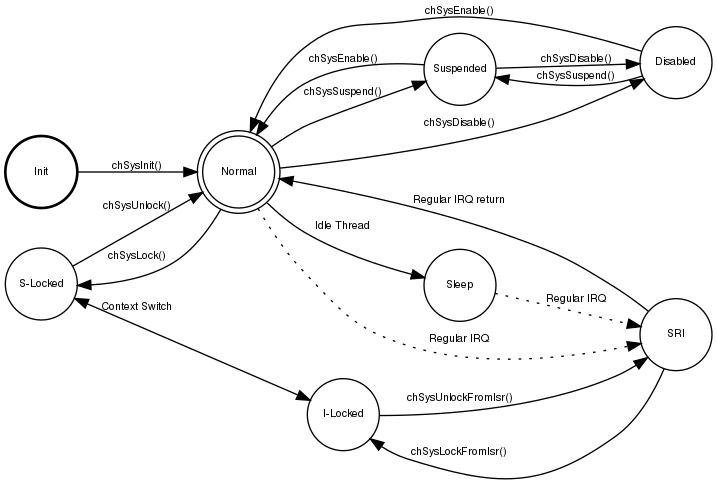 chSysEnable()
chSysEnable()
Suspended
chSysDisable()
Disabled
chSysSuspend()
chSysSuspend()
chSysDisable()
Init
chSysInit()
Normal
chSysUnlock()
Regular IRQ return
Idle Thread
chSysLock()
S-Locked
Sleep
Regular IRQ
Context Switch
Regular IRQ
SRI
chSysUnlockFromIsr()
I-Locked
chSysLockFromIsr()